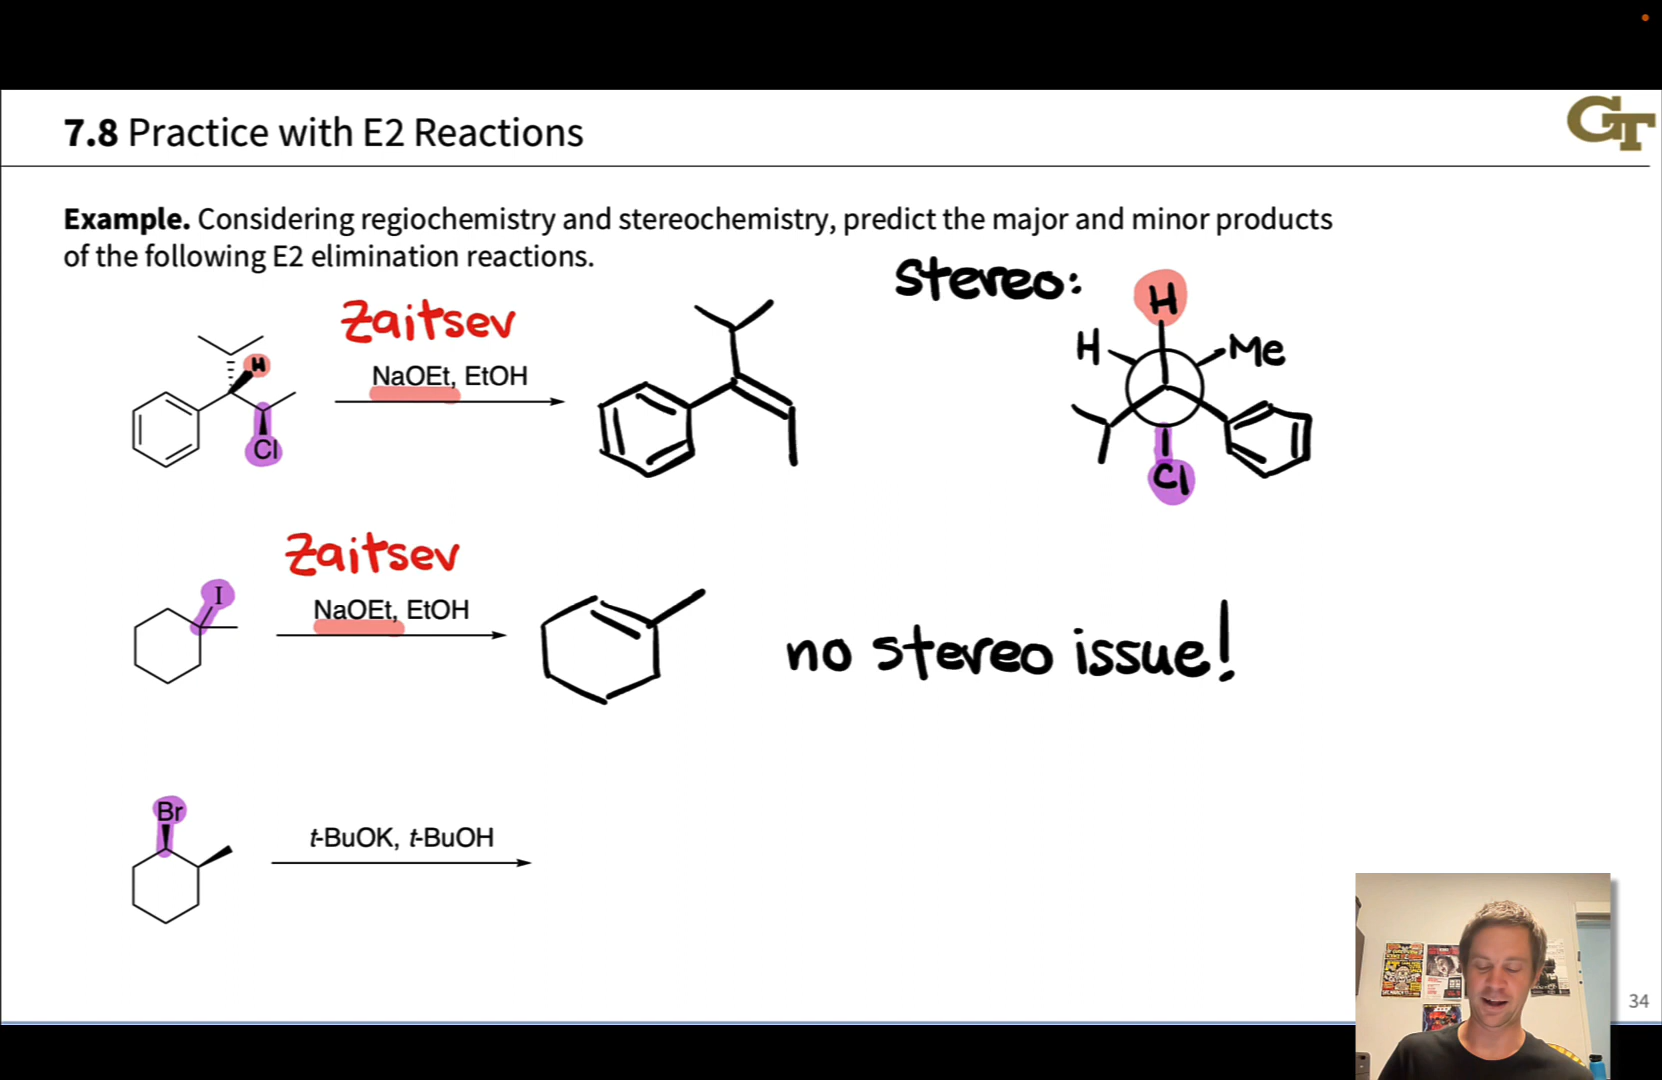 7.8 Practice with E2 Reactions
GT
Example. Considering regiochemistry and stereochemistry, predict the major and minor products
of the following E2 elimination reactions.
Stereo:
Zaitsev
NaOEt, EtOH
H
Cl
H
H
Me
Cl
Zaitsev
I
NaOEt, EtOH
no stereo issue!
Br
t-BuOK, t-BuOH
34